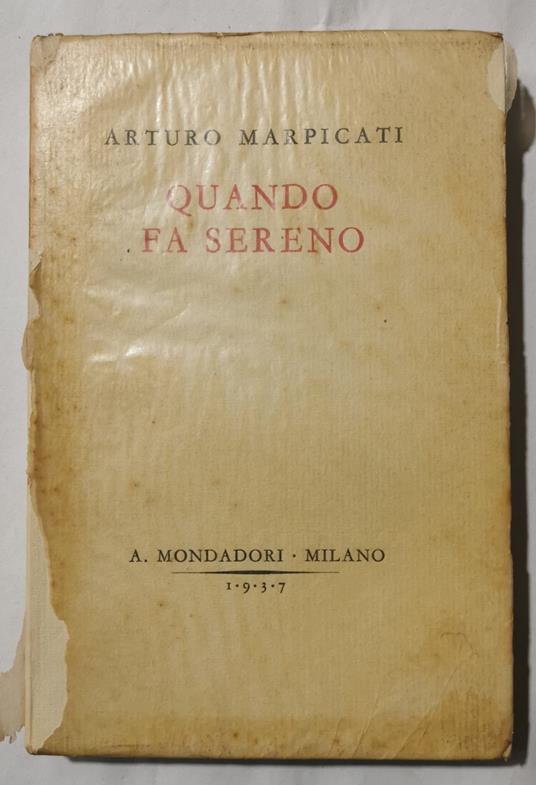 ARTURO MARPICATI
QUANDO
FA SERENO
A. MONDADORI · MILANO
1·9·3·7